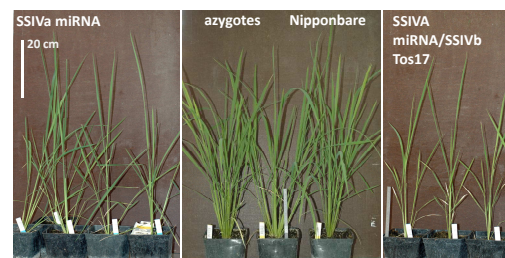 SSIVa miRNA
20 cm
azygotes Nipponbare
SSIVA
miRNA/SSIVb
Tos17